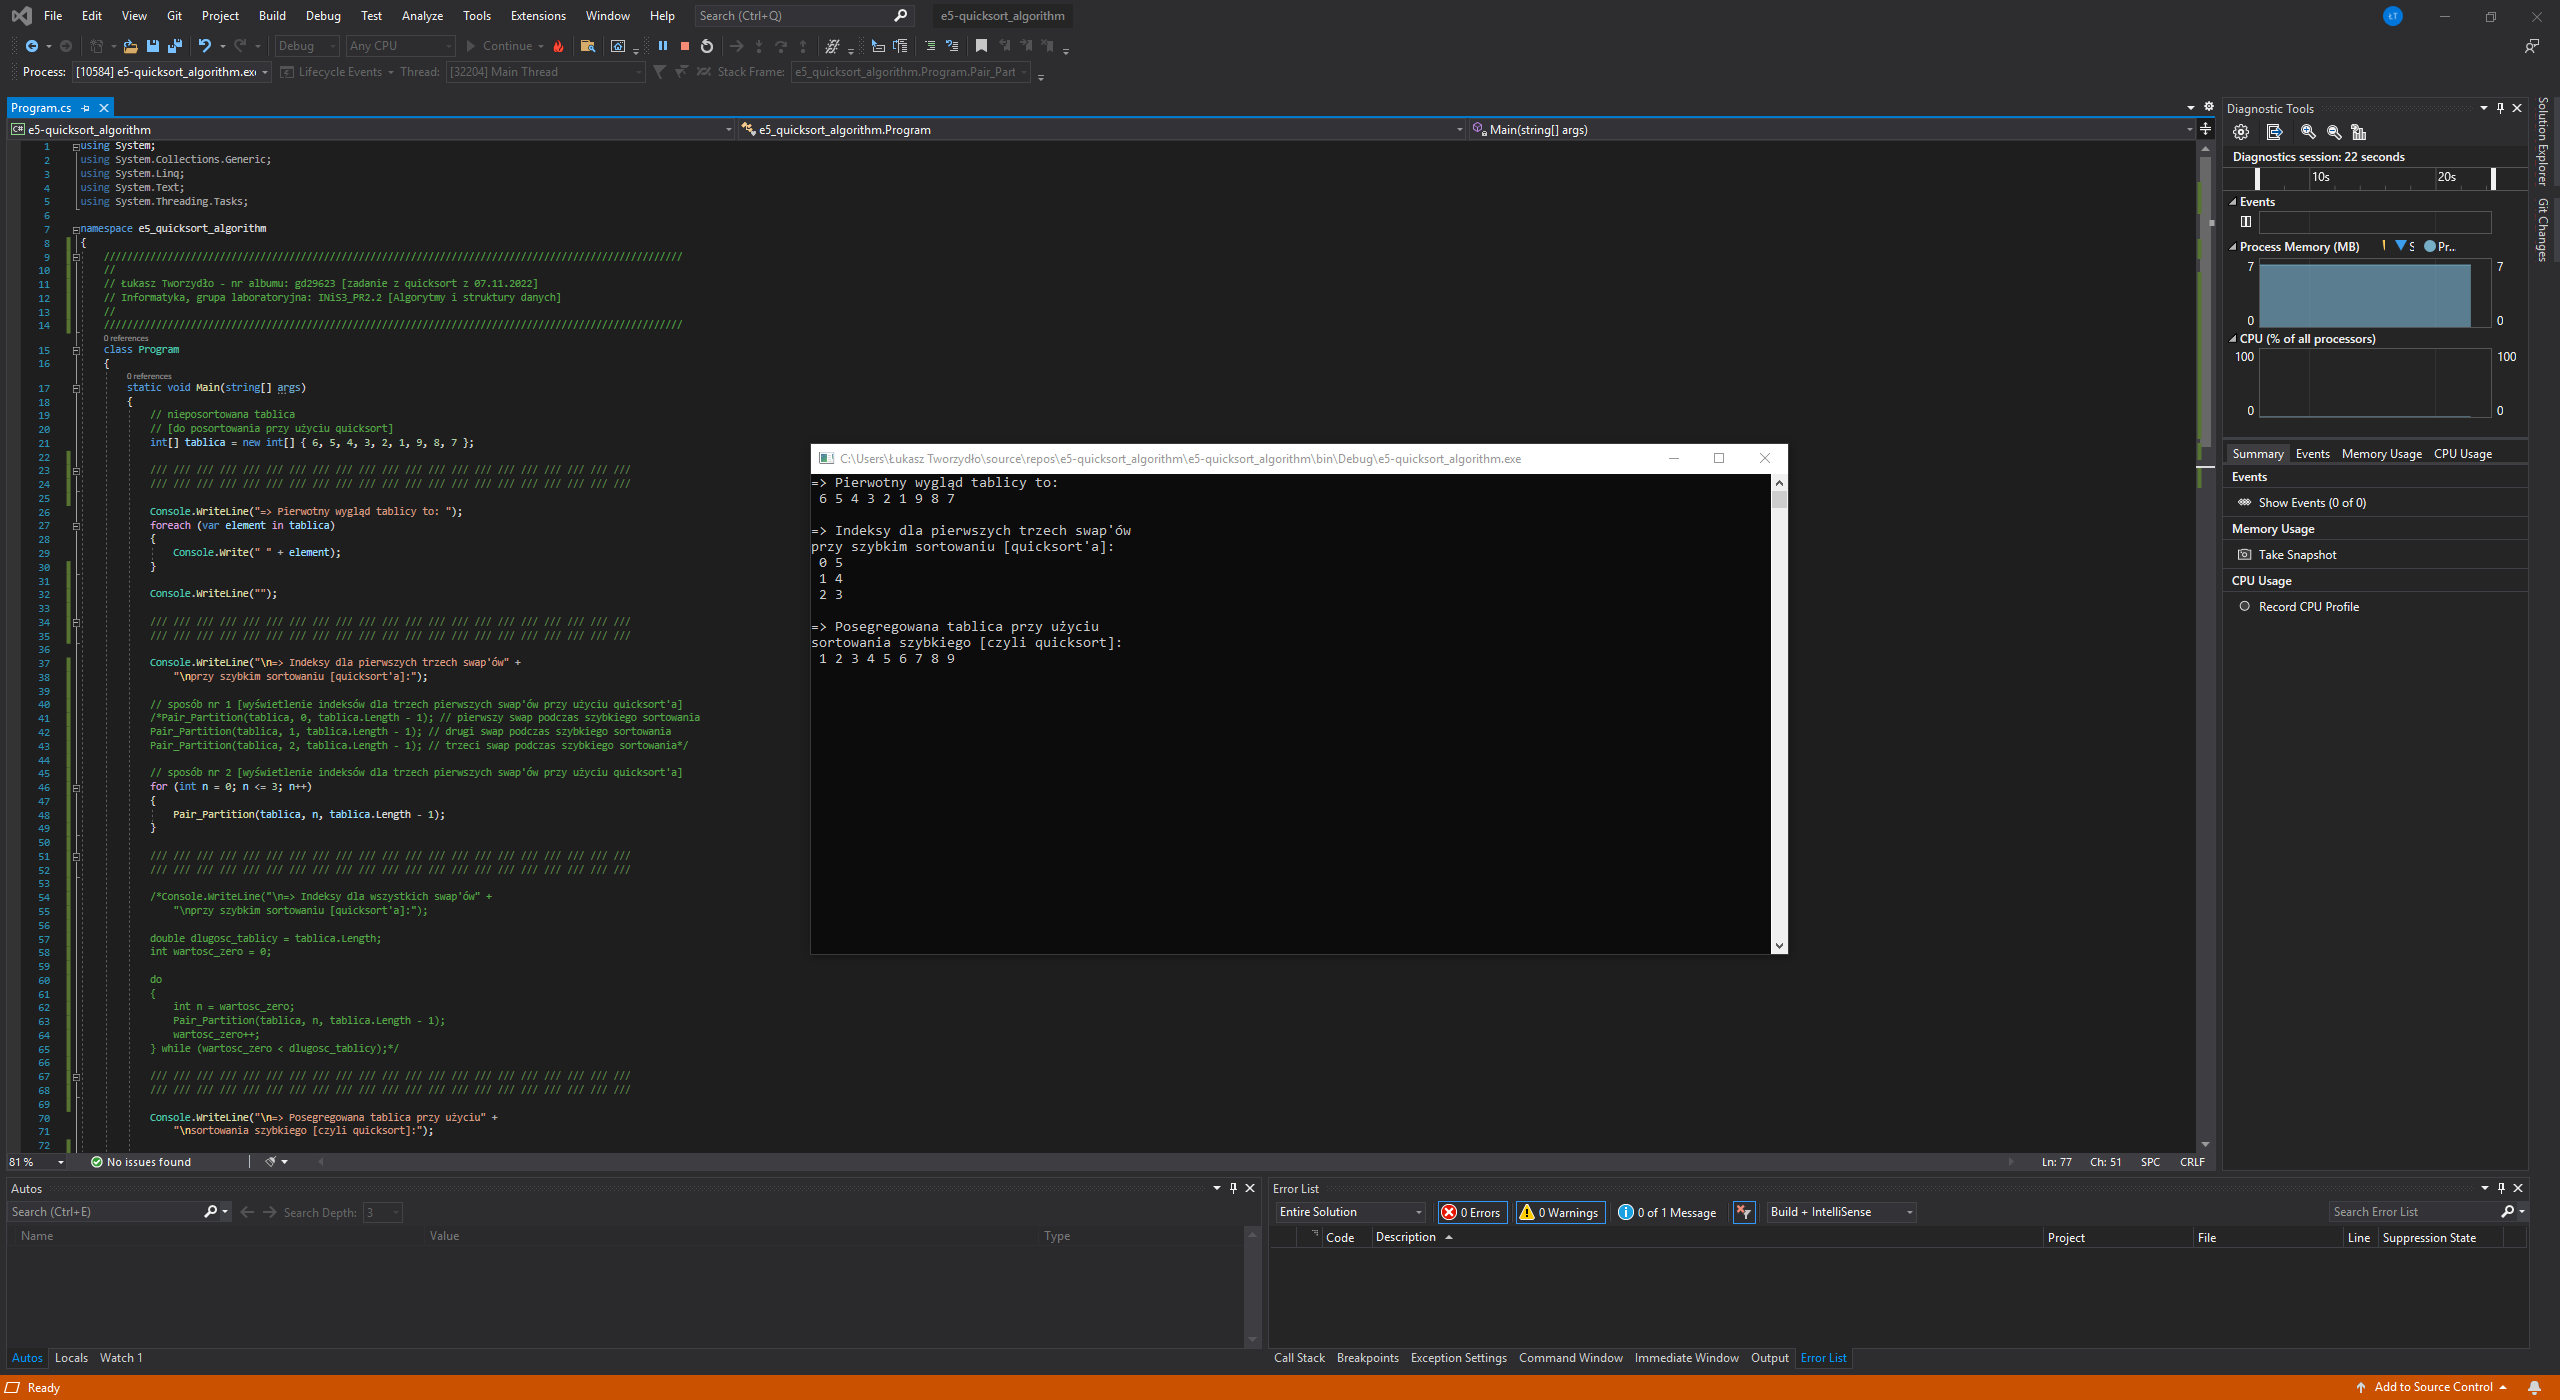 File Edit View Git Project Build Debug Test Analyze Tools Extensions Window Help Search (Ctrl+Q) e5-quicksort_algorithm ŁT
Debug Any CPU Continue
Process: [10584] e5-quicksort_algorithm.exe Lifecycle Events Thread: [32204] Main Thread Stack Frame: e5_quicksort_algorithm.Program.Pair_Part
Program.cs
e5-quicksort_algorithm e5_quicksort_algorithm.Program Main(string[] args)
1 using System;
2 using System.Collections.Generic;
3 using System.Linq;
4 using System.Text;
5 using System.Threading.Tasks;
6
7 namespace e5_quicksort_algorithm
8 {
9 ////////////////////////////////////////////////////////////////////////////////////////////////////
10 //
11 // Łukasz Tworzydło - nr albumu: gd29623 [zadanie z quicksort z 07.11.2022]
12 // Informatyka, grupa laboratoryjna: INiS3_PR2.2 [Algorytmy i struktury danych]
13 //
14 ////////////////////////////////////////////////////////////////////////////////////////////////////
0 references
15 class Program
16 {
0 references
17 static void Main(string[] args)
18 {
19 // nieposortowana tablica
20 // [do posortowania przy użyciu quicksort]
21 int[] tablica = new int[] { 6, 5, 4, 3, 2, 1, 9, 8, 7 };
22
23 /// /// /// /// /// /// /// /// /// /// /// /// /// /// /// /// /// /// /// /// ///
24 /// /// /// /// /// /// /// /// /// /// /// /// /// /// /// /// /// /// /// /// ///
25
26 Console.WriteLine("=> Pierwotny wygląd tablicy to: ");
27 foreach (var element in tablica)
28 {
29 Console.Write(" " + element);
30 }
31
32 Console.WriteLine("");
33
34 /// /// /// /// /// /// /// /// /// /// /// /// /// /// /// /// /// /// /// /// ///
35 /// /// /// /// /// /// /// /// /// /// /// /// /// /// /// /// /// /// /// /// ///
36
37 Console.WriteLine("\n=> Indeksy dla pierwszych trzech swap'ów" +
38 "\nprzy szybkim sortowaniu [quicksort'a]:");
39
40 // sposób nr 1 [wyświetlenie indeksów dla trzech pierwszych swap'ów przy użyciu quicksort'a]
41 /*Pair_Partition(tablica, 0, tablica.Length - 1); // pierwszy swap podczas szybkiego sortowania
42 Pair_Partition(tablica, 1, tablica.Length - 1); // drugi swap podczas szybkiego sortowania
43 Pair_Partition(tablica, 2, tablica.Length - 1); // trzeci swap podczas szybkiego sortowania*/
44
45 // sposób nr 2 [wyświetlenie indeksów dla trzech pierwszych swap'ów przy użyciu quicksort'a]
46 for (int n = 0; n <= 3; n++)
47 {
48 Pair_Partition(tablica, n, tablica.Length - 1);
49 }
50
51 /// /// /// /// /// /// /// /// /// /// /// /// /// /// /// /// /// /// /// /// ///
52 /// /// /// /// /// /// /// /// /// /// /// /// /// /// /// /// /// /// /// /// ///
53
54 /*Console.WriteLine("\n=> Indeksy dla wszystkich swap'ów" +
55 "\nprzy szybkim sortowaniu [quicksort'a]:");
56
57 double dlugosc_tablicy = tablica.Length;
58 int wartosc_zero = 0;
59
60 do
61 {
62 int n = wartosc_zero;
63 Pair_Partition(tablica, n, tablica.Length - 1);
64 wartosc_zero++;
65 } while (wartosc_zero < dlugosc_tablicy);*/
66
67 /// /// /// /// /// /// /// /// /// /// /// /// /// /// /// /// /// /// /// /// ///
68 /// /// /// /// /// /// /// /// /// /// /// /// /// /// /// /// /// /// /// /// ///
69
70 Console.WriteLine("\n=> Posegregowana tablica przy użyciu" +
71 "\nsortowania szybkiego [czyli quicksort]:");
72
81 % No issues found Ln: 77 Ch: 51 SPC CRLF
C:\Users\Łukasz Tworzydło\source\repos\e5-quicksort_algorithm\e5-quicksort_algorithm\bin\Debug\e5-quicksort_algorithm.exe
=> Pierwotny wygląd tablicy to:
6 5 4 3 2 1 9 8 7
=> Indeksy dla pierwszych trzech swap'ów
przy szybkim sortowaniu [quicksort'a]:
0 5
1 4
2 3
=> Posegregowana tablica przy użyciu
sortowania szybkiego [czyli quicksort]:
1 2 3 4 5 6 7 8 9
Diagnostic Tools
Diagnostics session: 22 seconds
10s 20s
Events
Process Memory (MB) S Pr...
7 7
0 0
CPU (% of all processors)
100 100
0 0
Summary Events Memory Usage CPU Usage
Events
Show Events (0 of 0)
Memory Usage
Take Snapshot
CPU Usage
Record CPU Profile
Solution Explorer
Git Changes
Autos
Search (Ctrl+E) Search Depth: 3
Name Value Type
Autos Locals Watch 1
Error List
Entire Solution 0 Errors 0 Warnings 0 of 1 Message Build + IntelliSense Search Error List
Code Description Project File Line Suppression State
Call Stack Breakpoints Exception Settings Command Window Immediate Window Output Error List
Ready Add to Source Control